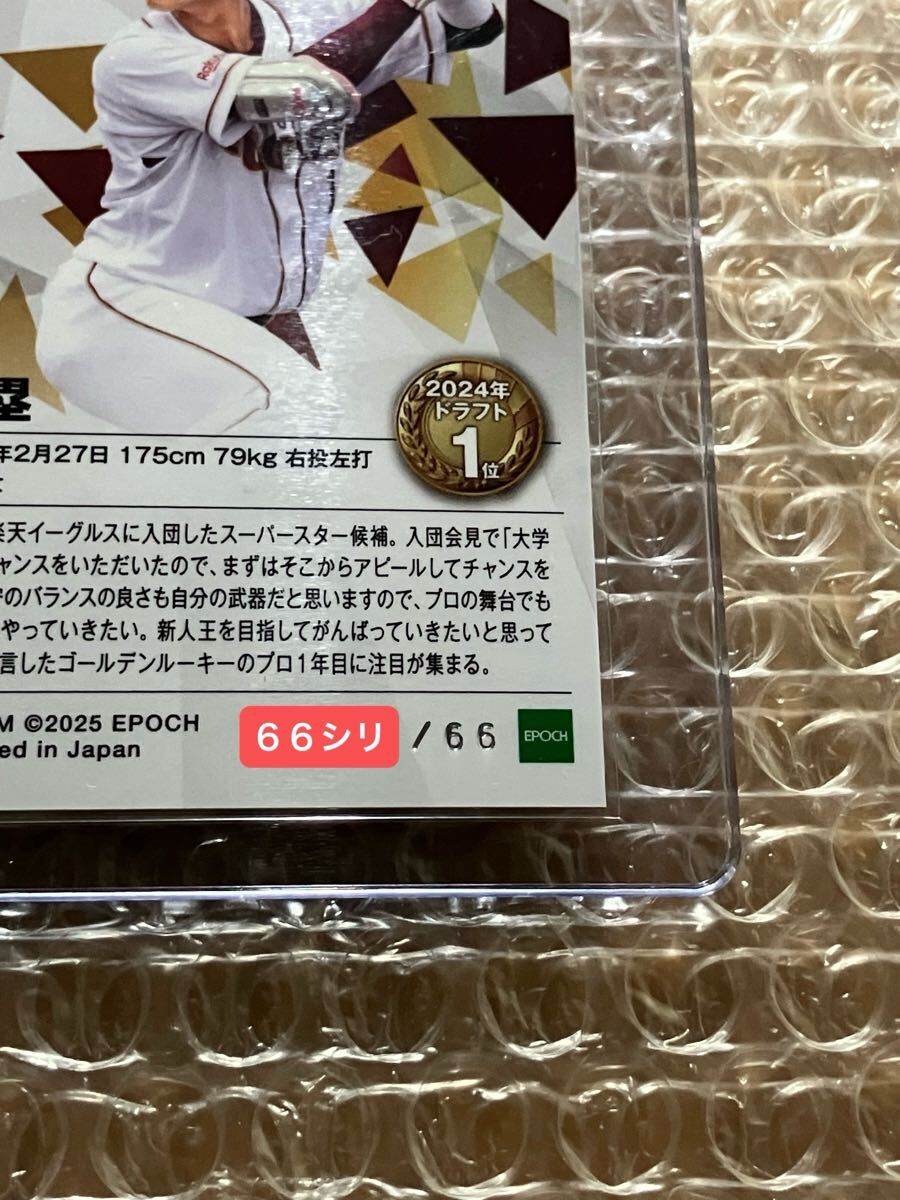 塁
2024年
ドラフト
1位
年2月27日 175cm 79kg 右投左打
楽天イーグルスに入団したスーパースター候補。入団会見で「大学
ャンスをいただいたので、まずはそこからアピールしてチャンスを
のバランスの良さも自分の武器だと思いますので、プロの舞台でも
やっていきたい。新人王を目指してがんばっていきたいと思って
言したゴールデンルーキーのプロ1年目に注目が集まる。
M ©2025 EPOCH
ed in Japan
66シリ /66
EPOCH